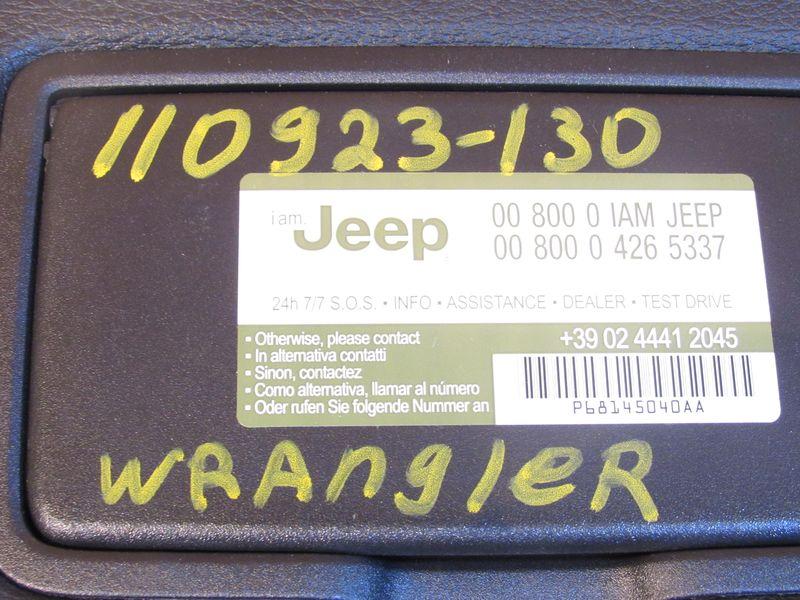 110923-130
i am.
Jeep
00 800 0 IAM JEEP
00 800 0 426 5337
24h 7/7 S.O.S. • INFO • ASSISTANCE • DEALER • TEST DRIVE
▪ Otherwise, please contact
▪ In alternativa contatti
▪ Sinon, contactez
▪ Como alternativa, llamar al número
▪ Oder rufen Sie folgende Nummer an
+39 02 4441 2045
P68145040AA
WRAngleR